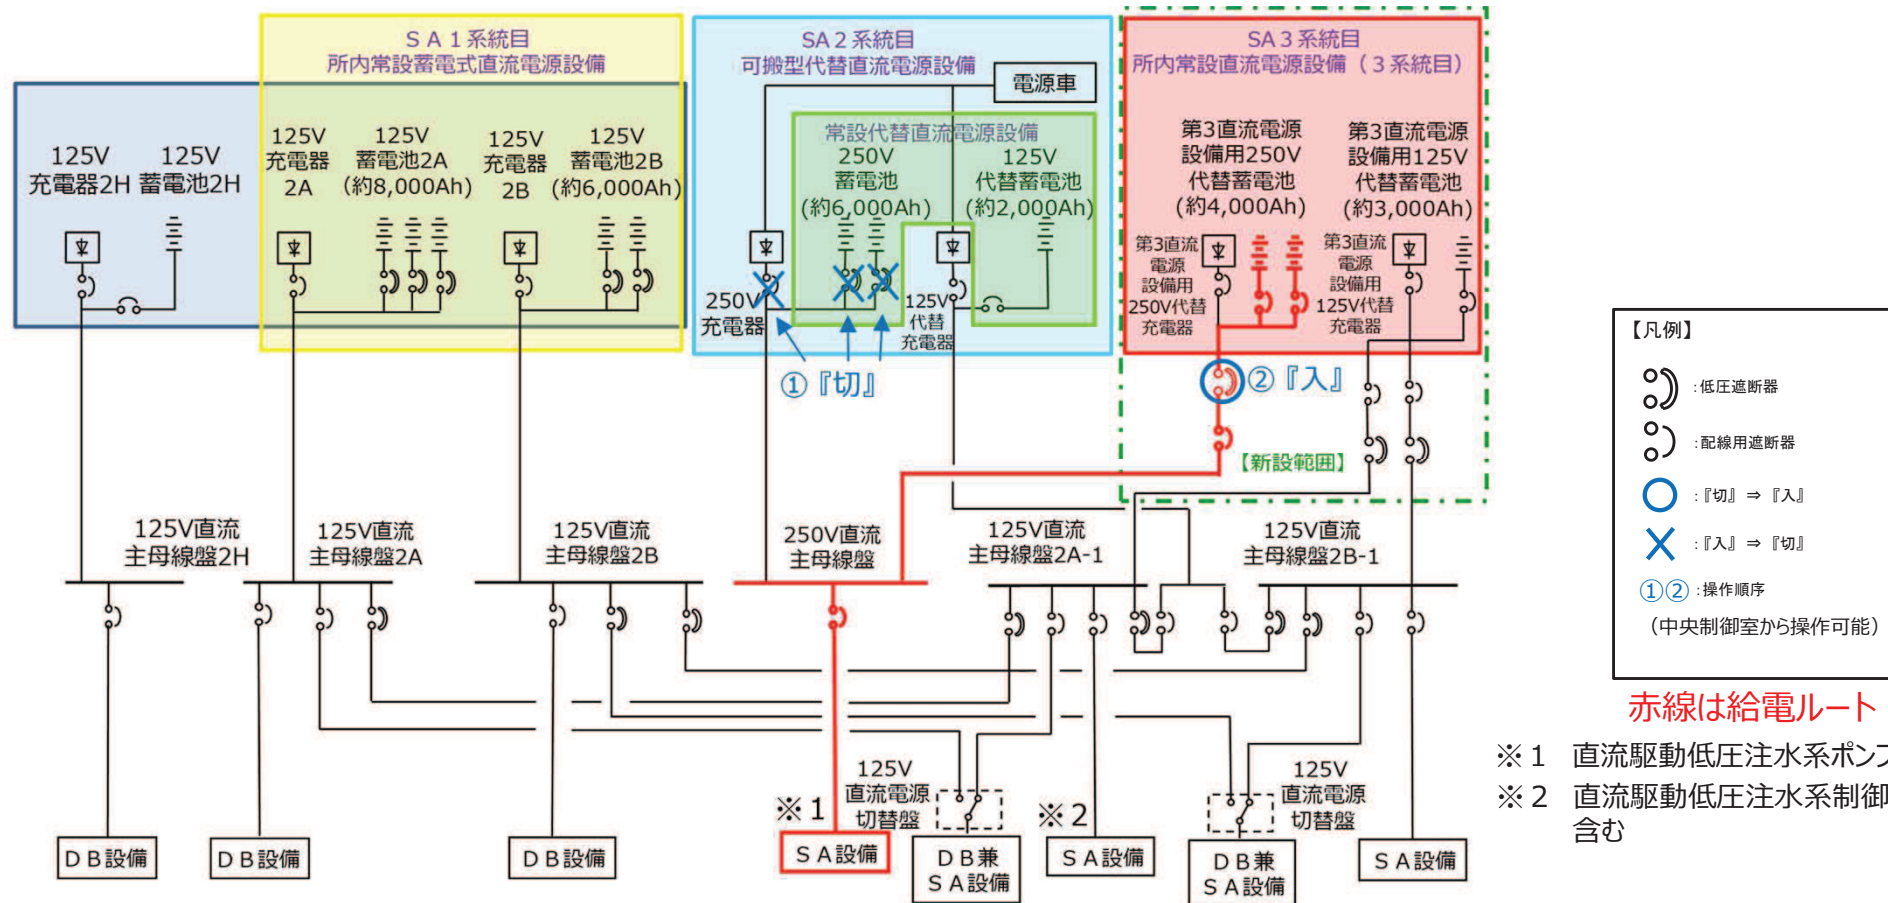 ＳＡ１系統目
所内常設蓄電式直流電源設備
125V
充電器2H
125V
蓄電池2H
125V
充電器
2A
125V
蓄電池2A
(約8,000Ah)
125V
充電器
2B
125V
蓄電池2B
(約6,000Ah)
SA２系統目
可搬型代替直流電源設備
電源車
常設代替直流電源設備
250V
蓄電池
(約6,000Ah)
125V
代替蓄電池
(約2,000Ah)
250V
充電器
125V
代替
充電器
①『切』
SA３系統目
所内常設直流電源設備（３系統目）
第3直流電源
設備用250V
代替蓄電池
(約4,000Ah)
第3直流電源
設備用125V
代替蓄電池
(約3,000Ah)
第3直流
電源
設備用
250V代替
充電器
第3直流
電源
設備用
125V代替
充電器
②『入』
【新設範囲】
125V直流
主母線盤2H
125V直流
主母線盤2A
125V直流
主母線盤2B
250V直流
主母線盤
125V直流
主母線盤2A-1
125V直流
主母線盤2B-1
※１
125V
直流電源
切替盤
※２
125V
直流電源
切替盤
ＤＢ設備
ＤＢ設備
ＤＢ設備
ＳＡ設備
ＤＢ兼
ＳＡ設備
ＳＡ設備
ＤＢ兼
ＳＡ設備
ＳＡ設備
【凡例】
:低圧遮断器
:配線用遮断器
:『切』⇒『入』
:『入』⇒『切』
①②:操作順序
（中央制御室から操作可能）
赤線は給電ルート
※１　直流駆動低圧注水系ポンプ
※２　直流駆動低圧注水系制御
含む